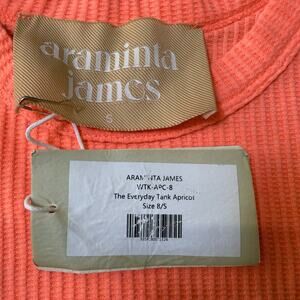 araminta
james
S
ARAMINTA JAMES
WTK-APC-8
The Everyday Tank Apricot
Size 8/S